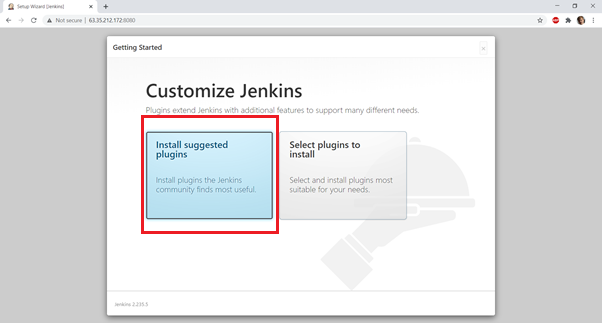 Setup Wizard [Jenkins]
Not secure | 63.35.212.172:8080
Getting Started
Customize Jenkins
Plugins extend Jenkins with additional features to support many different needs.
Install suggested
plugins
Install plugins the Jenkins
community finds most useful.
Select plugins to
install
Select and install plugins most
suitable for your needs.
Jenkins 2.235.5